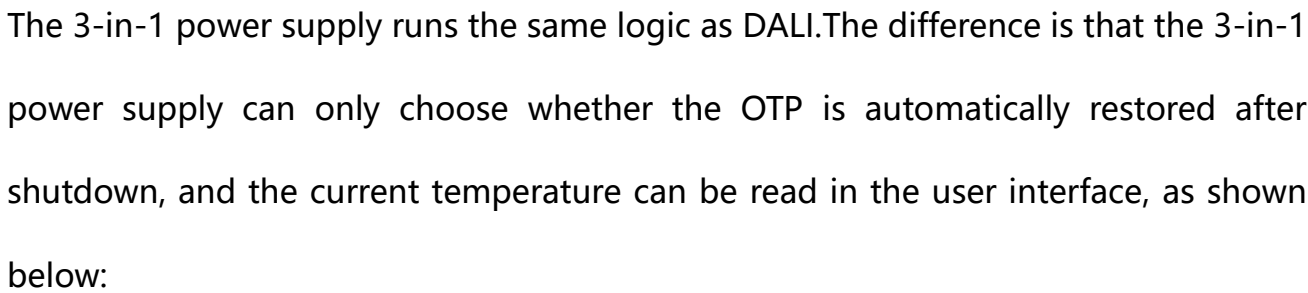 The 3-in-1 power supply runs the same logic as DALI.The difference is that the 3-in-1
power supply can only choose whether the OTP is automatically restored after
shutdown, and the current temperature can be read in the user interface, as shown
below: